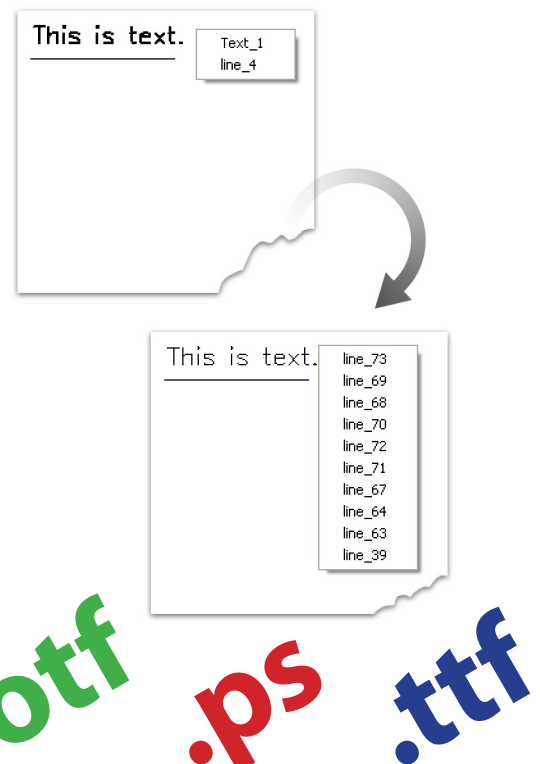 This is text.
Text_1
line_4
This is text.
line_73
line_69
line_68
line_70
line_72
line_71
line_67
line_64
line_63
line_39
otf
.ps
.ttf